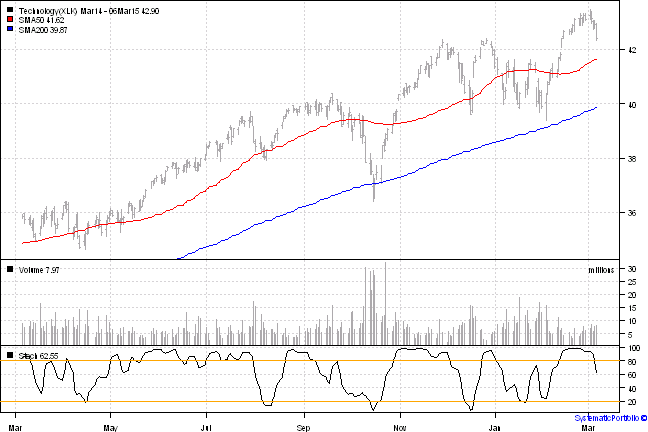 Technology(XLK) Mar14 - 06Mar15 42.90
SMA50 41.62
SMA200 39.87
42
40
38
36
Volume 7.97
millions
30
25
20
15
10
5
Stoch 62.55
100
80
60
40
20
Mar May Jul Sep Nov Jan Mar
SystematicPortfolio ©